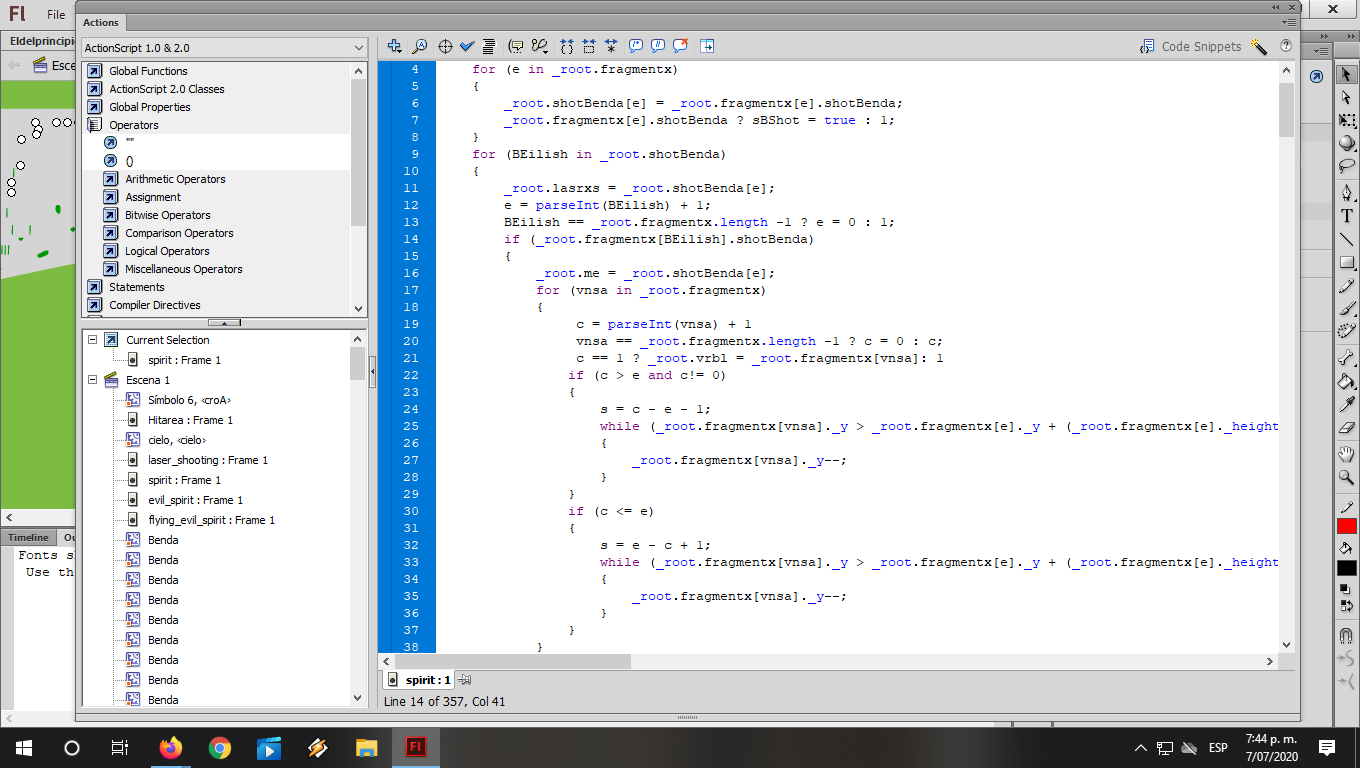 Fl File
Actions
Eldelprincipi
Esce
ActionScript 1.0 & 2.0
Code Snippets
Global Functions
ActionScript 2.0 Classes
Global Properties
Operators
""
()
Arithmetic Operators
Assignment
Bitwise Operators
Comparison Operators
Logical Operators
Miscellaneous Operators
Statements
Compiler Directives
Current Selection
spirit : Frame 1
Escena 1
Símbolo 6, <croA>
Hitarea : Frame 1
cielo, <cielo>
laser_shooting : Frame 1
spirit : Frame 1
evil_spirit : Frame 1
flying_evil_spirit : Frame 1
Benda
Benda
Benda
Benda
Benda
Benda
Benda
Benda
Benda
4 for (e in _root.fragmentx)
5 {
6 _root.shotBenda[e] = _root.fragmentx[e].shotBenda;
7 _root.fragmentx[e].shotBenda ? sBShot = true : 1;
8 }
9 for (BEilish in _root.shotBenda)
10 {
11 _root.lasrxs = _root.shotBenda[e];
12 e = parseInt(BEilish) + 1;
13 BEilish == _root.fragmentx.length -1 ? e = 0 : 1;
14 if (_root.fragmentx[BEilish].shotBenda)
15 {
16 _root.me = _root.shotBenda[e];
17 for (vnsa in _root.fragmentx)
18 {
19 c = parseInt(vnsa) + 1
20 vnsa == _root.fragmentx.length -1 ? c = 0 : c;
21 c == 1 ? _root.vrbl = _root.fragmentx[vnsa]: 1
22 if (c > e and c!= 0)
23 {
24 s = c - e - 1;
25 while (_root.fragmentx[vnsa]._y > _root.fragmentx[e]._y + (_root.fragmentx[e]._height
26 {
27 _root.fragmentx[vnsa]._y--;
28 }
29 }
30 if (c <= e)
31 {
32 s = e - c + 1;
33 while (_root.fragmentx[vnsa]._y > _root.fragmentx[e]._y + (_root.fragmentx[e]._height
34 {
35 _root.fragmentx[vnsa]._y--;
36 }
37 }
38 }
Timeline Ou
Fonts s
Use th
spirit : 1
Line 14 of 357, Col 41
T
Fl
ESP
7:44 p. m.
7/07/2020